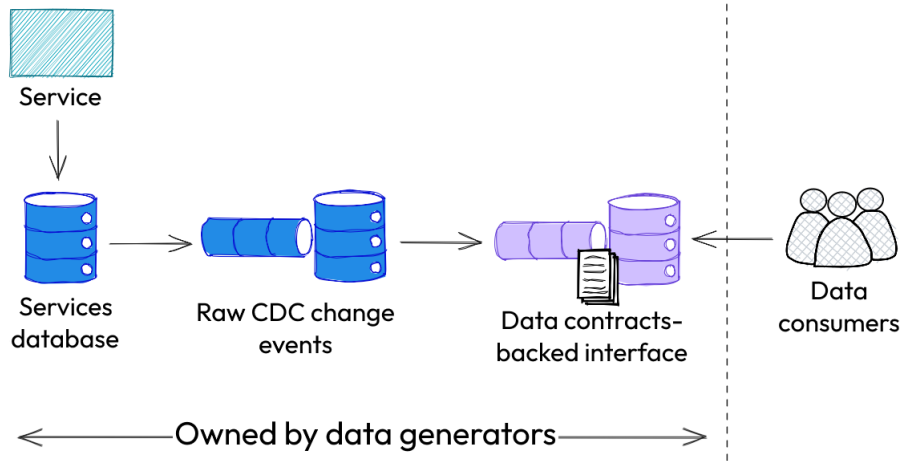 Service
Services
database
Raw CDC change
events
Data contracts-
backed interface
Data
consumers
Owned by data generators